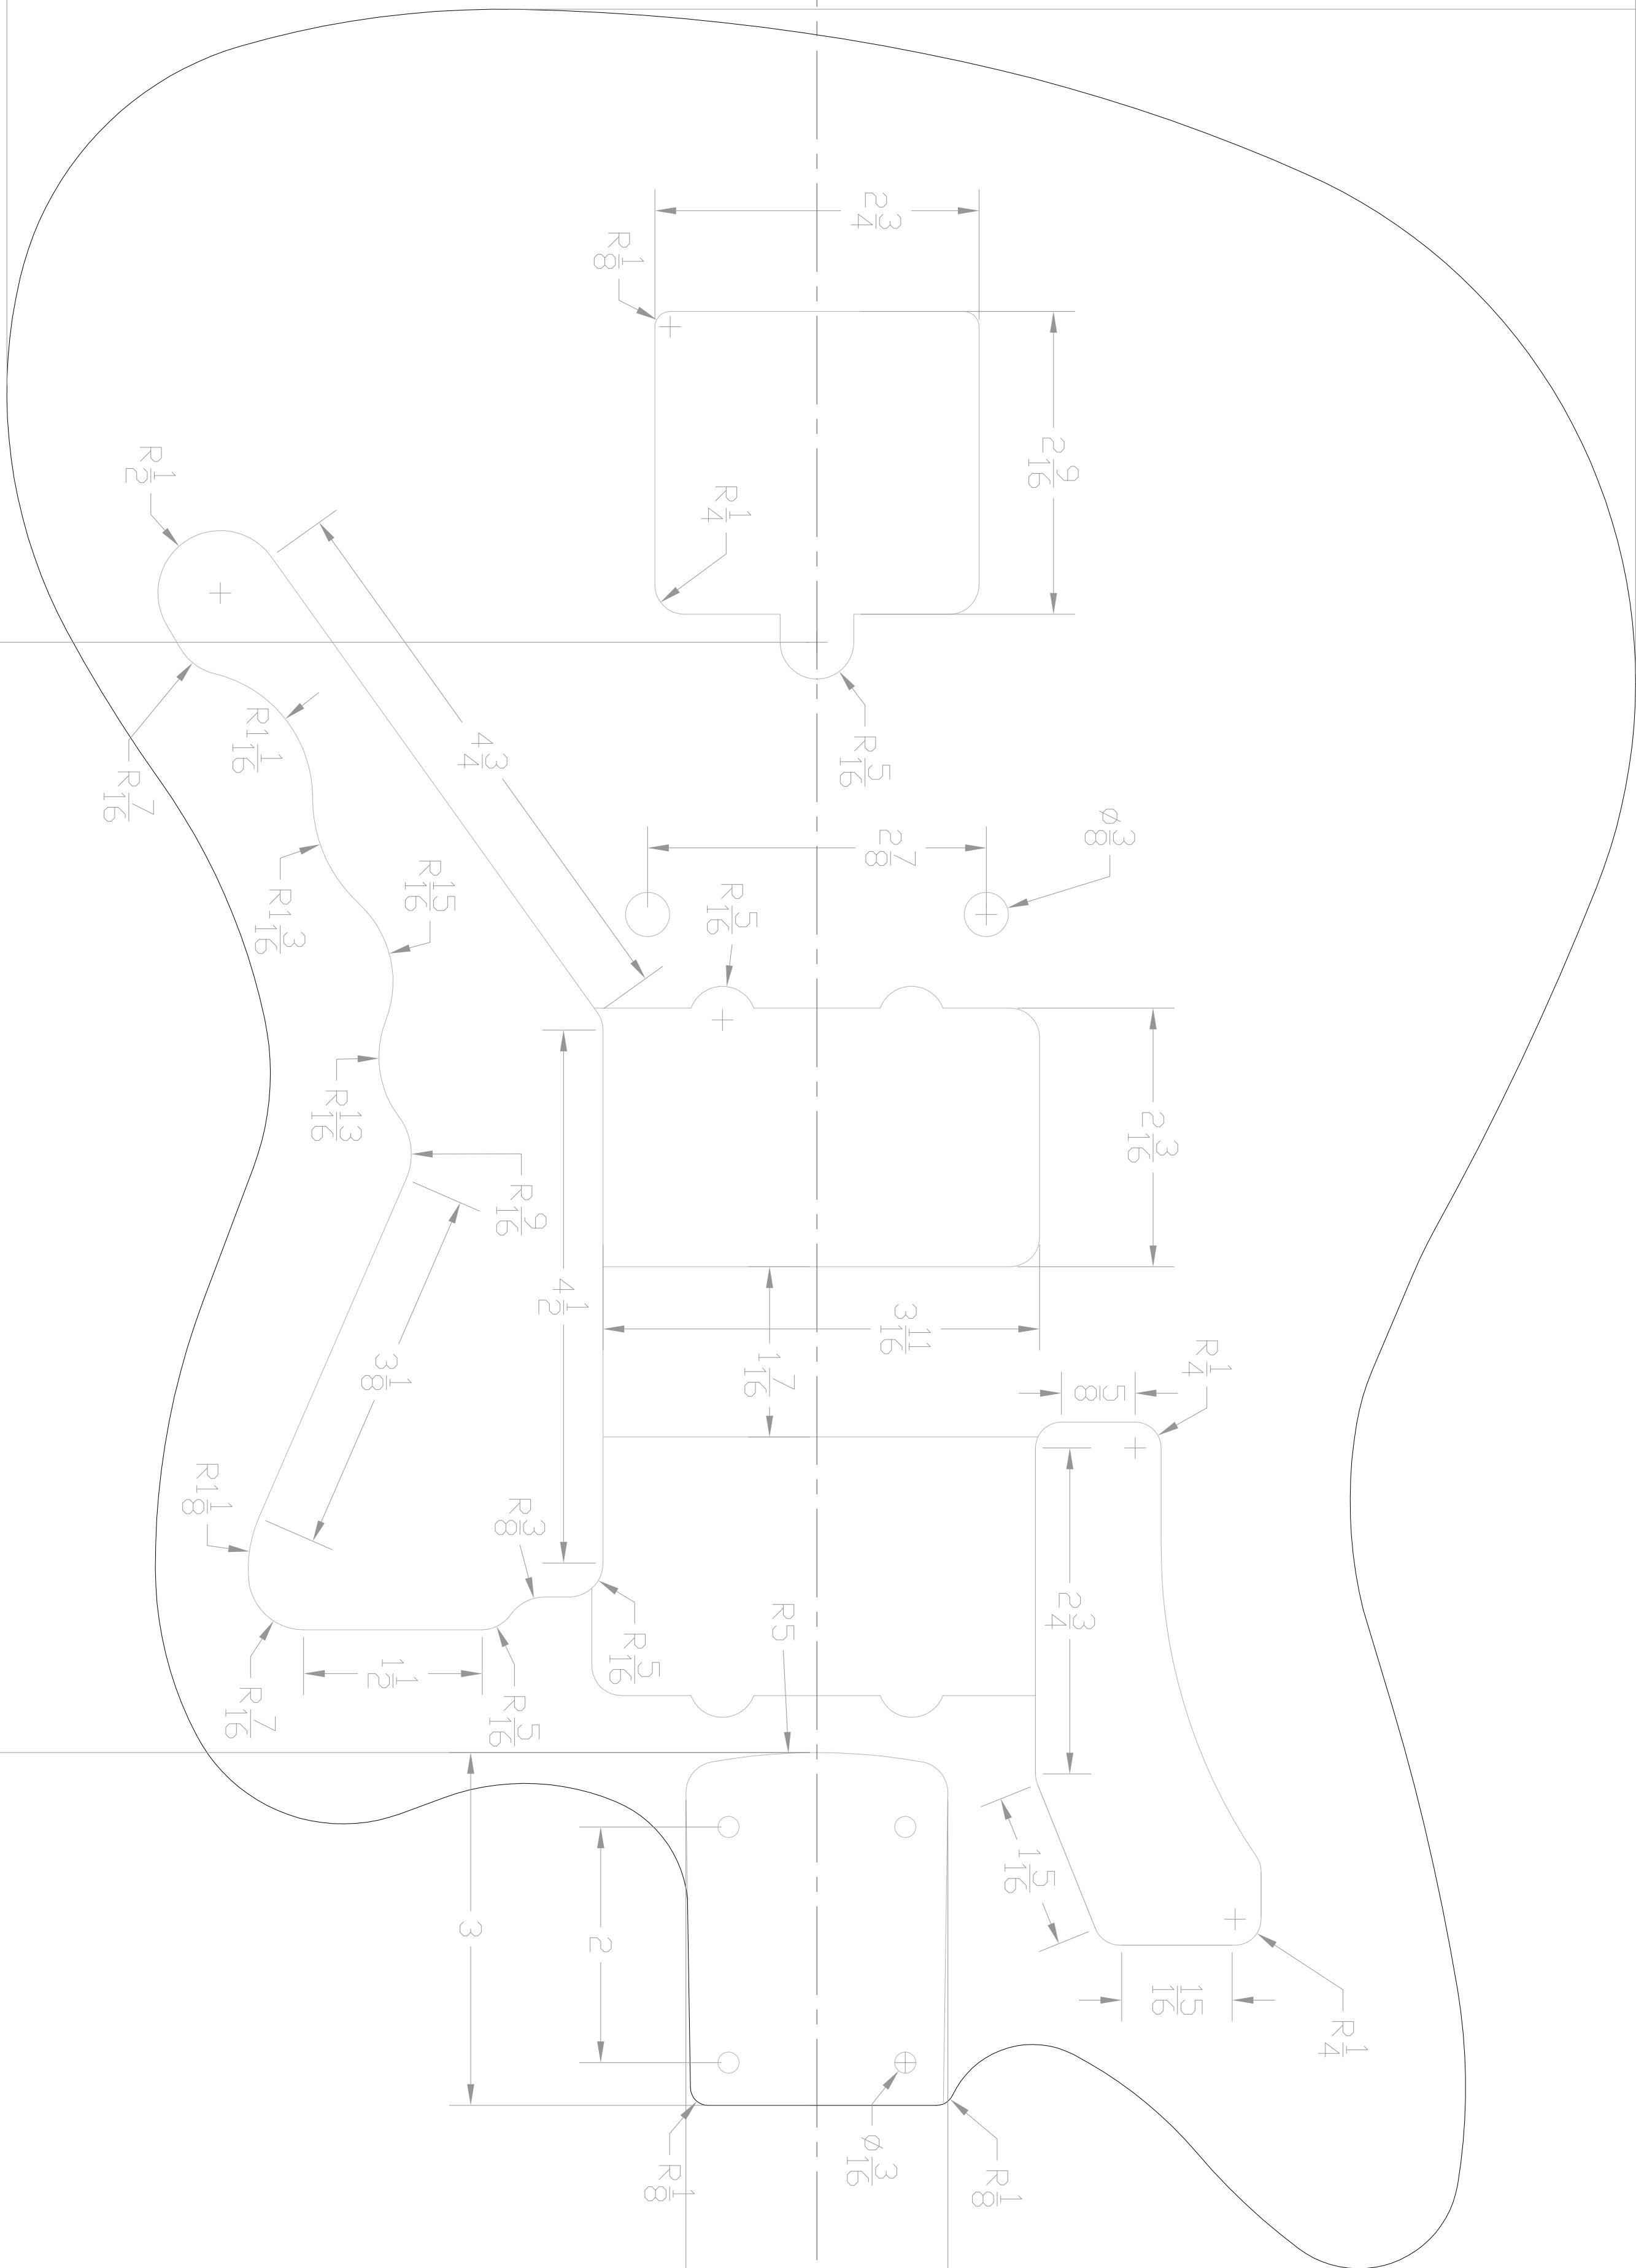 2 3/4
R1/8
2 9/16
R1/2
R1/4
R1 1/16
R5/16
4 3/4
R7/16
ø3/8
2 7/8
R15/16
R5/16
R1 3/16
R13/16
2 3/16
R9/16
4 1/2
3 11/16
R1/4
3 1/8
1 7/16
5/8
R1 1/8
R3/8
2 3/4
R5
R5/16
1 1/2
R7/16
R5/16
1 5/16
3
2
15/16
R1/4
ø3/16
R1/8
R1/8